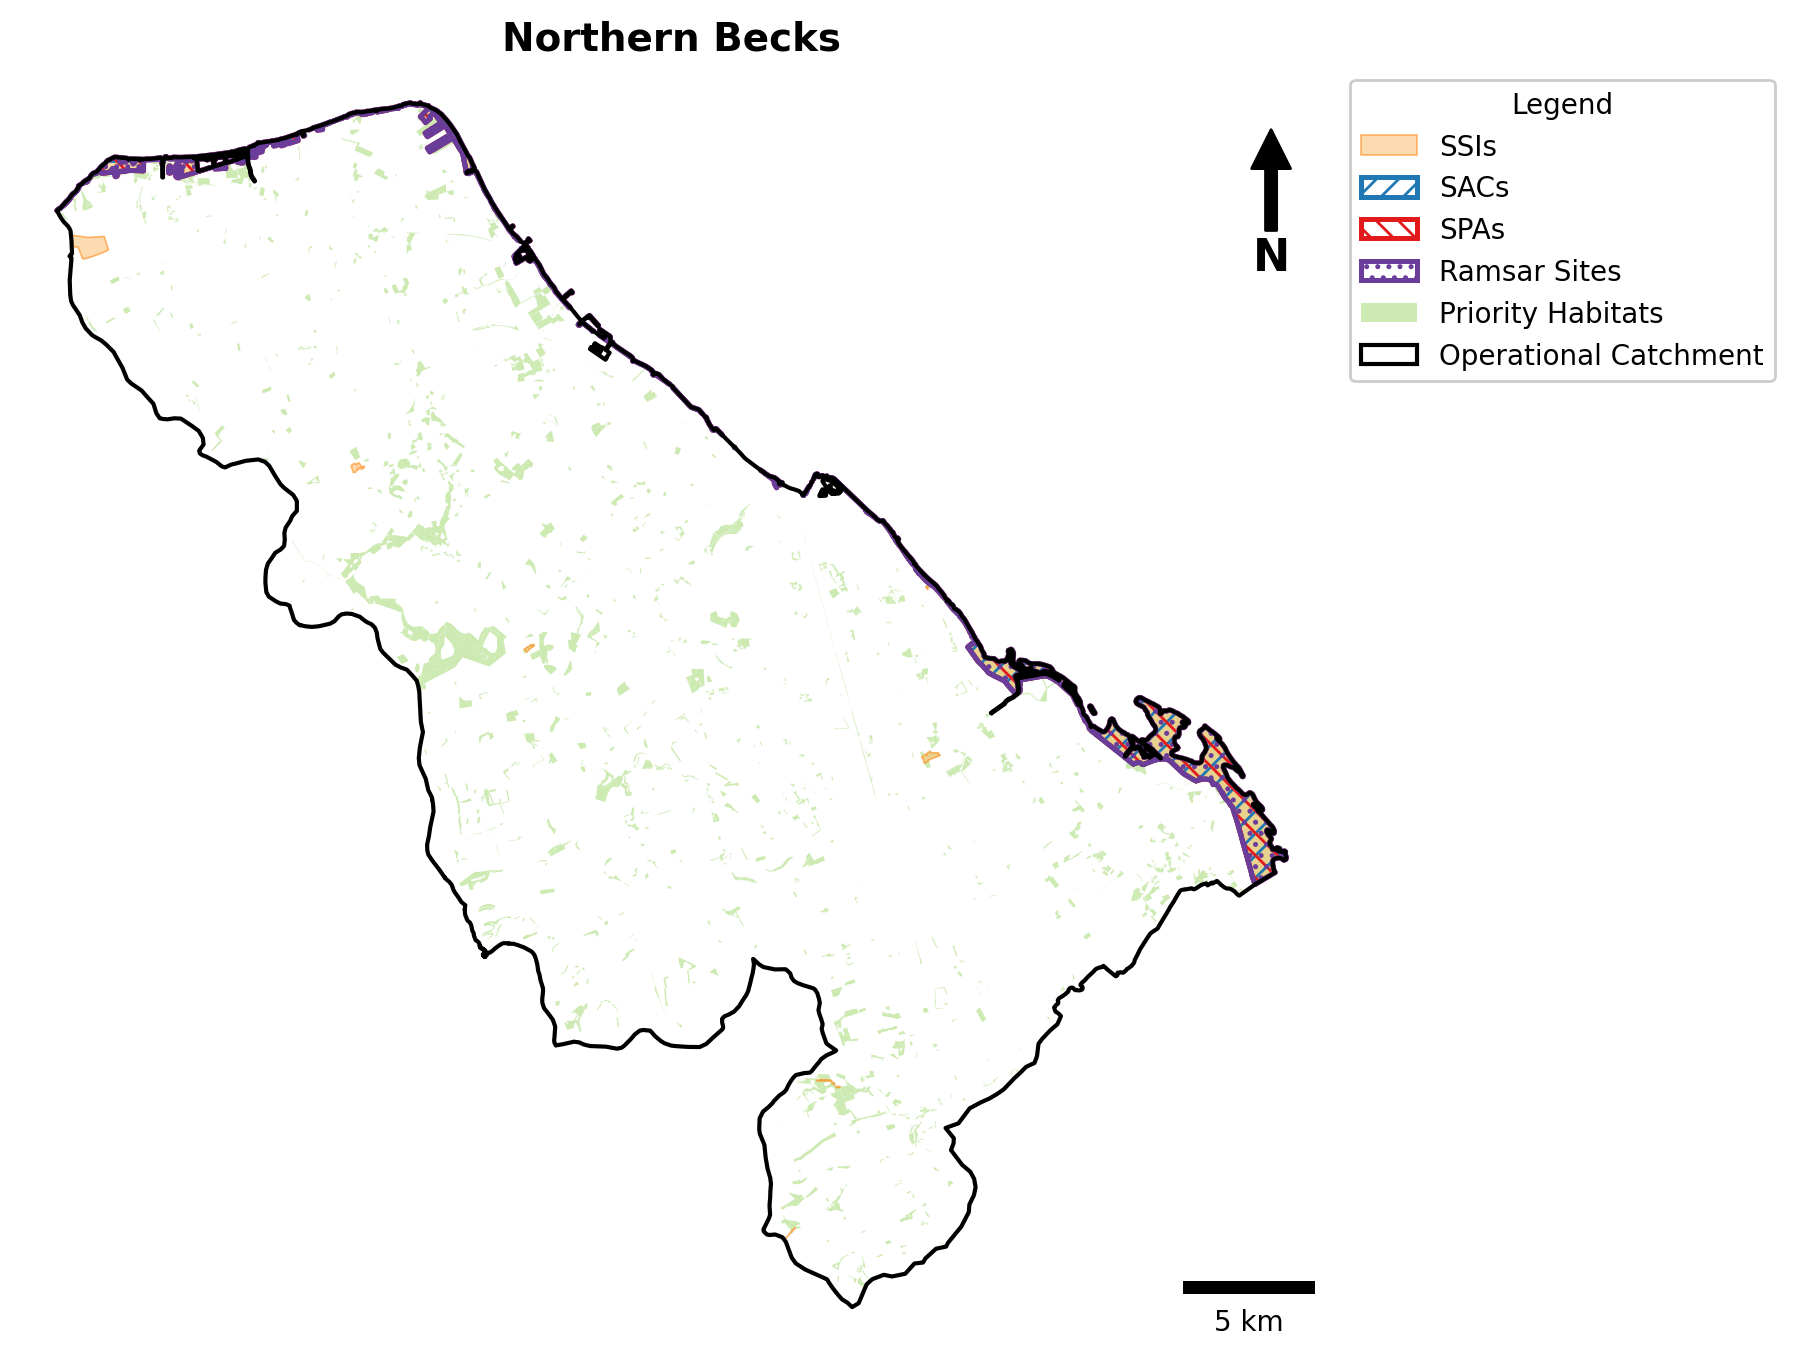 Northern Becks
Legend
SSIs
SACs
SPAs
Ramsar Sites
Priority Habitats
Operational Catchment
N
5 km